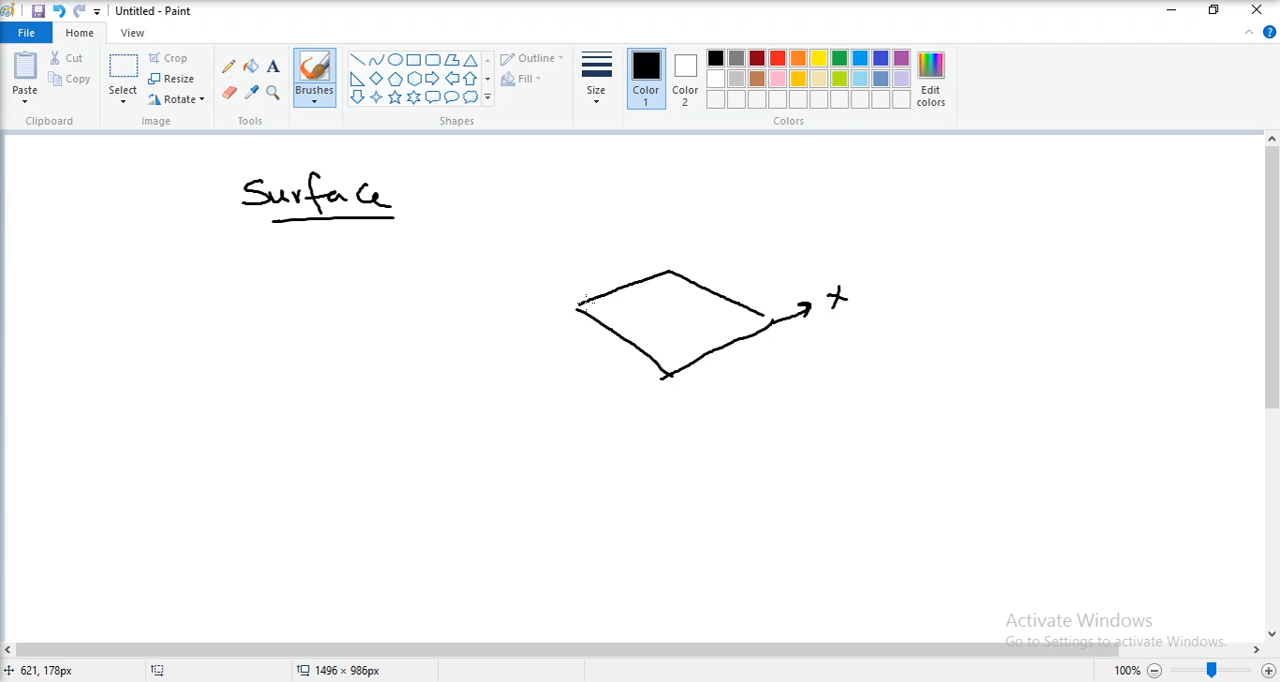 Untitled - Paint
File
Home
View
Paste
Cut
Copy
Clipboard
Select
Crop
Resize
Rotate
Image
A
Tools
Brushes
Outline
Fill
Shapes
Size
Color 1
Color 2
Edit colors
Colors
Surface
x
Activate Windows
Go to Settings to activate Windows.
621, 178px
1496 × 986px
100%